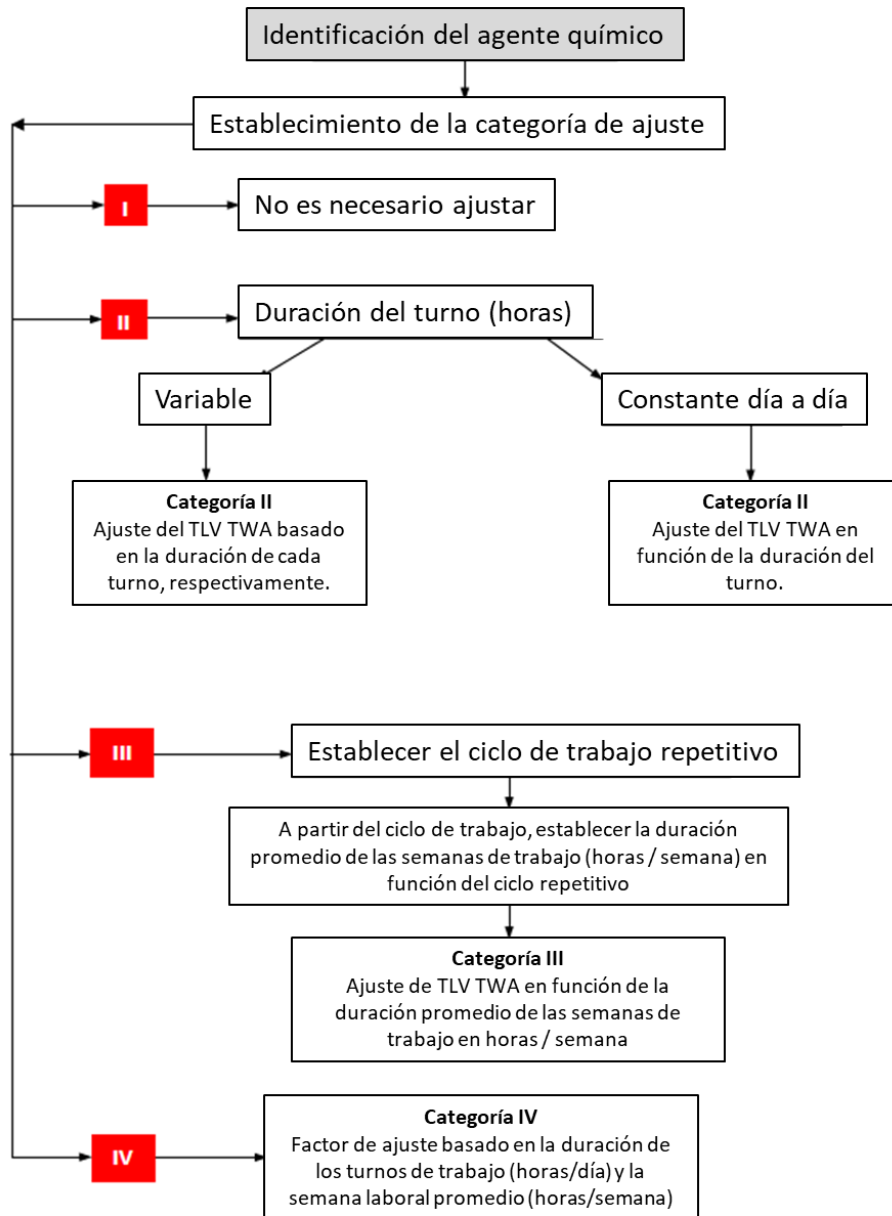 Identificación del agente químico
Establecimiento de la categoría de ajuste
I
No es necesario ajustar
II
Duración del turno (horas)
Variable
Constante día a día
Categoría II
Ajuste del TLV TWA basado
en la duración de cada
turno, respectivamente.
Categoría II
Ajuste del TLV TWA en
función de la duración del
turno.
III
Establecer el ciclo de trabajo repetitivo
A partir del ciclo de trabajo, establecer la duración
promedio de las semanas de trabajo (horas / semana) en
función del ciclo repetitivo
Categoría III
Ajuste de TLV TWA en función de la
duración promedio de las semanas de
trabajo en horas / semana
IV
Categoría IV
Factor de ajuste basado en la duración de
los turnos de trabajo (horas/día) y la
semana laboral promedio (horas/semana)